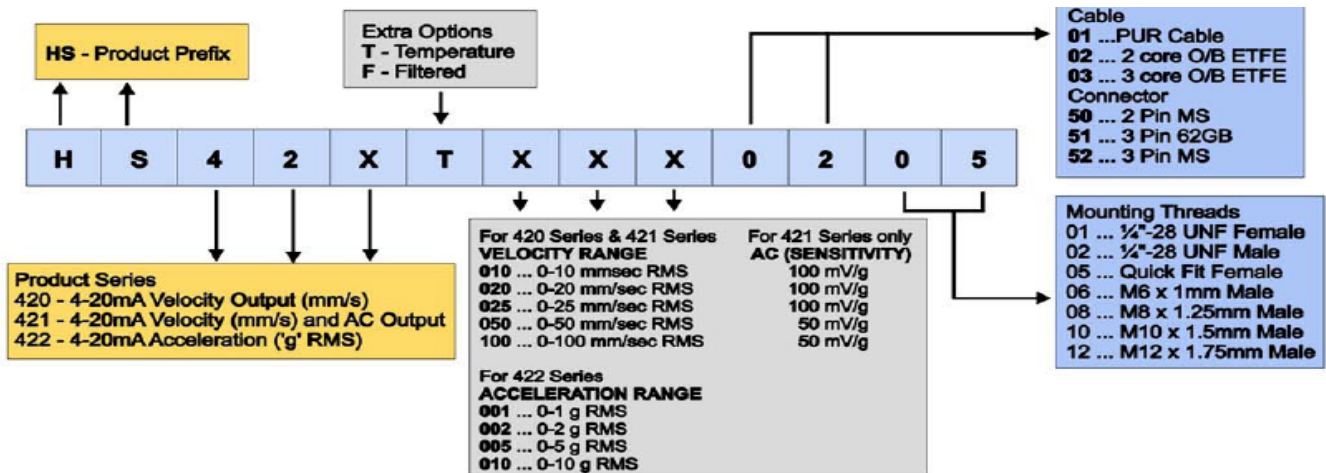 HS - Product Prefix
Extra Options
T - Temperature
F - Filtered
Cable
01 ...PUR Cable
02 ... 2 core O/B ETFE
03 ... 3 core O/B ETFE
Connector
50 ... 2 Pin MS
51 ... 3 Pin 62GB
52 ... 3 Pin MS
H S 4 2 X T X X X 0 2 0 5
Product Series
420 - 4-20mA Velocity Output (mm/s)
421 - 4-20mA Velocity (mm/s) and AC Output
422 - 4-20mA Acceleration ('g' RMS)
For 420 Series & 421 Series For 421 Series only
VELOCITY RANGE AC (SENSITIVITY)
010 ... 0-10 mmsec RMS 100 mV/g
020 ... 0-20 mm/sec RMS 100 mV/g
025 ... 0-25 mm/sec RMS 100 mV/g
050 ... 0-50 mm/sec RMS 50 mV/g
100 ... 0-100 mm/sec RMS 50 mV/g
For 422 Series
ACCELERATION RANGE
001 ... 0-1 g RMS
002 ... 0-2 g RMS
005 ... 0-5 g RMS
010 ... 0-10 g RMS
Mounting Threads
01 ... ¼"-28 UNF Female
02 ... ¼"-28 UNF Male
05 ... Quick Fit Female
06 ... M6 x 1mm Male
08 ... M8 x 1.25mm Male
10 ... M10 x 1.5mm Male
12 ... M12 x 1.75mm Male